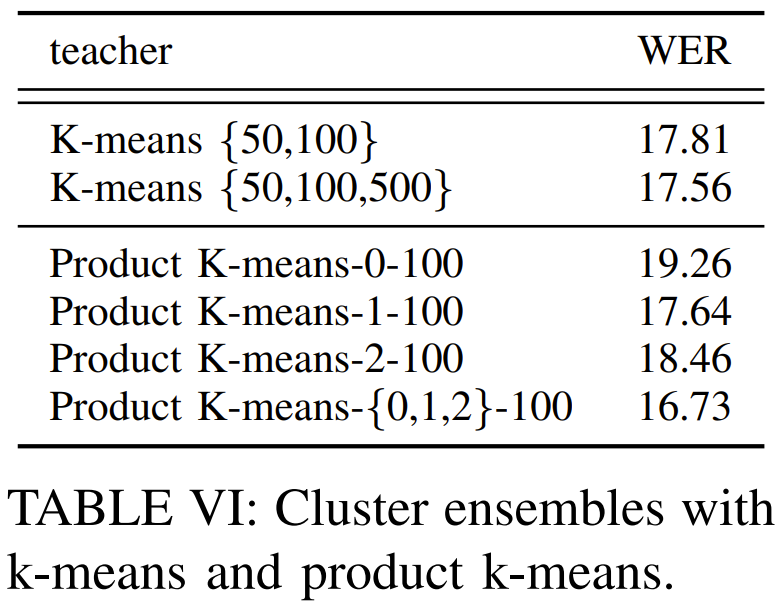 teacher WER
K-means {50,100} 17.81
K-means {50,100,500} 17.56
Product K-means-0-100 19.26
Product K-means-1-100 17.64
Product K-means-2-100 18.46
Product K-means-{0,1,2}-100 16.73
TABLE VI: Cluster ensembles with
k-means and product k-means.